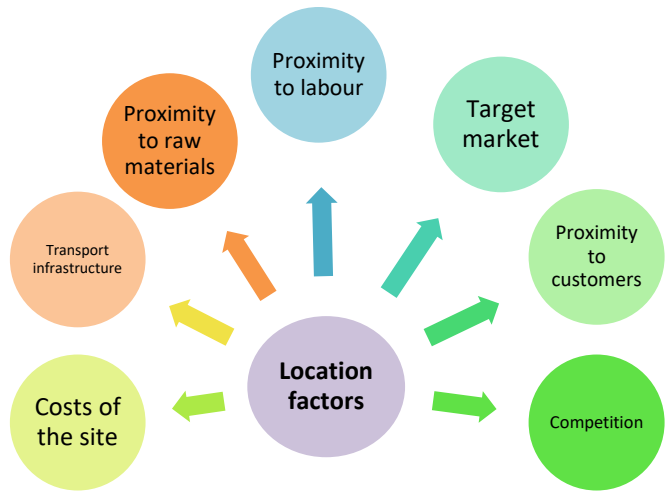 Proximity
to labour
Target
market
Proximity
to raw
materials
Proximity
to
customers
Transport
infrastructure
Location
factors
Costs of
the site
Competition